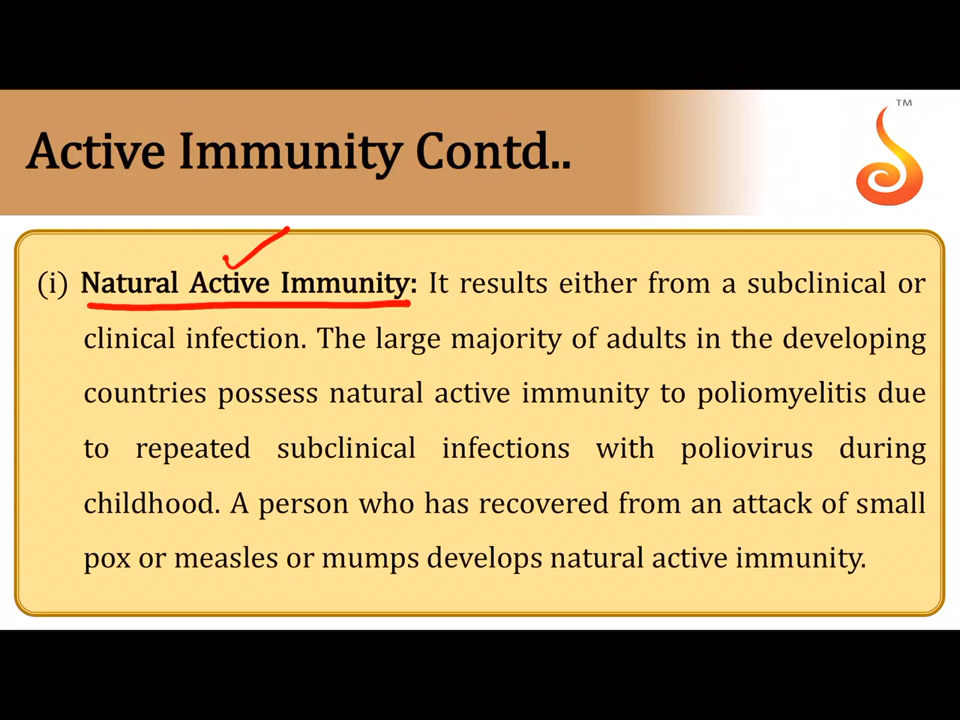 TM
Active Immunity Contd..
(i) Natural Active Immunity: It results either from a subclinical or
clinical infection. The large majority of adults in the developing
countries possess natural active immunity to poliomyelitis due
to repeated subclinical infections with poliovirus during
childhood. A person who has recovered from an attack of small
pox or measles or mumps develops natural active immunity.